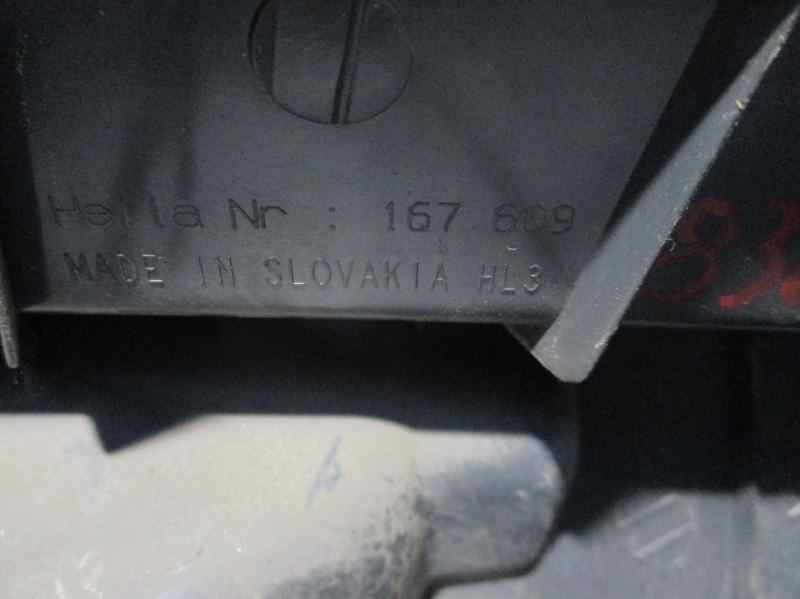 Hella Nr : 167 609
MADE IN SLOVAKIA HL3